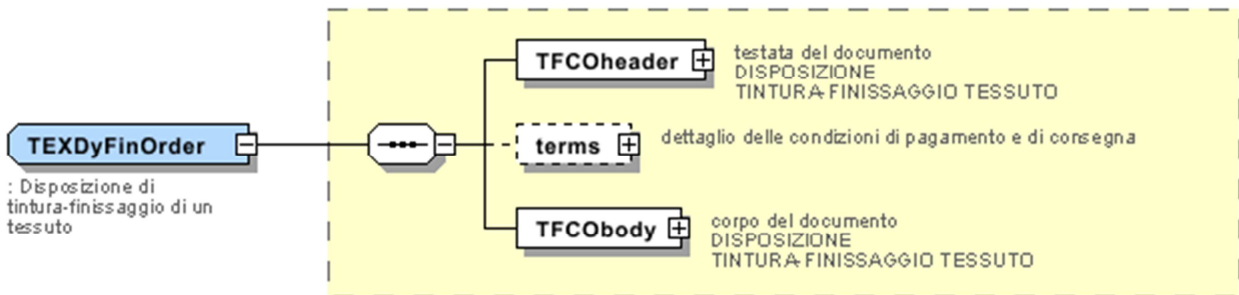 TFCOheader
testata del documento
DISPOSIZIONE
TINTURA-FINISSAGGIO TESSUTO
TEXDyFinOrder
: Disposizione di
tintura-finissaggio di un
tessuto
terms
dettaglio delle condizioni di pagamento e di consegna
TFCObody
corpo del documento
DISPOSIZIONE
TINTURA-FINISSAGGIO TESSUTO